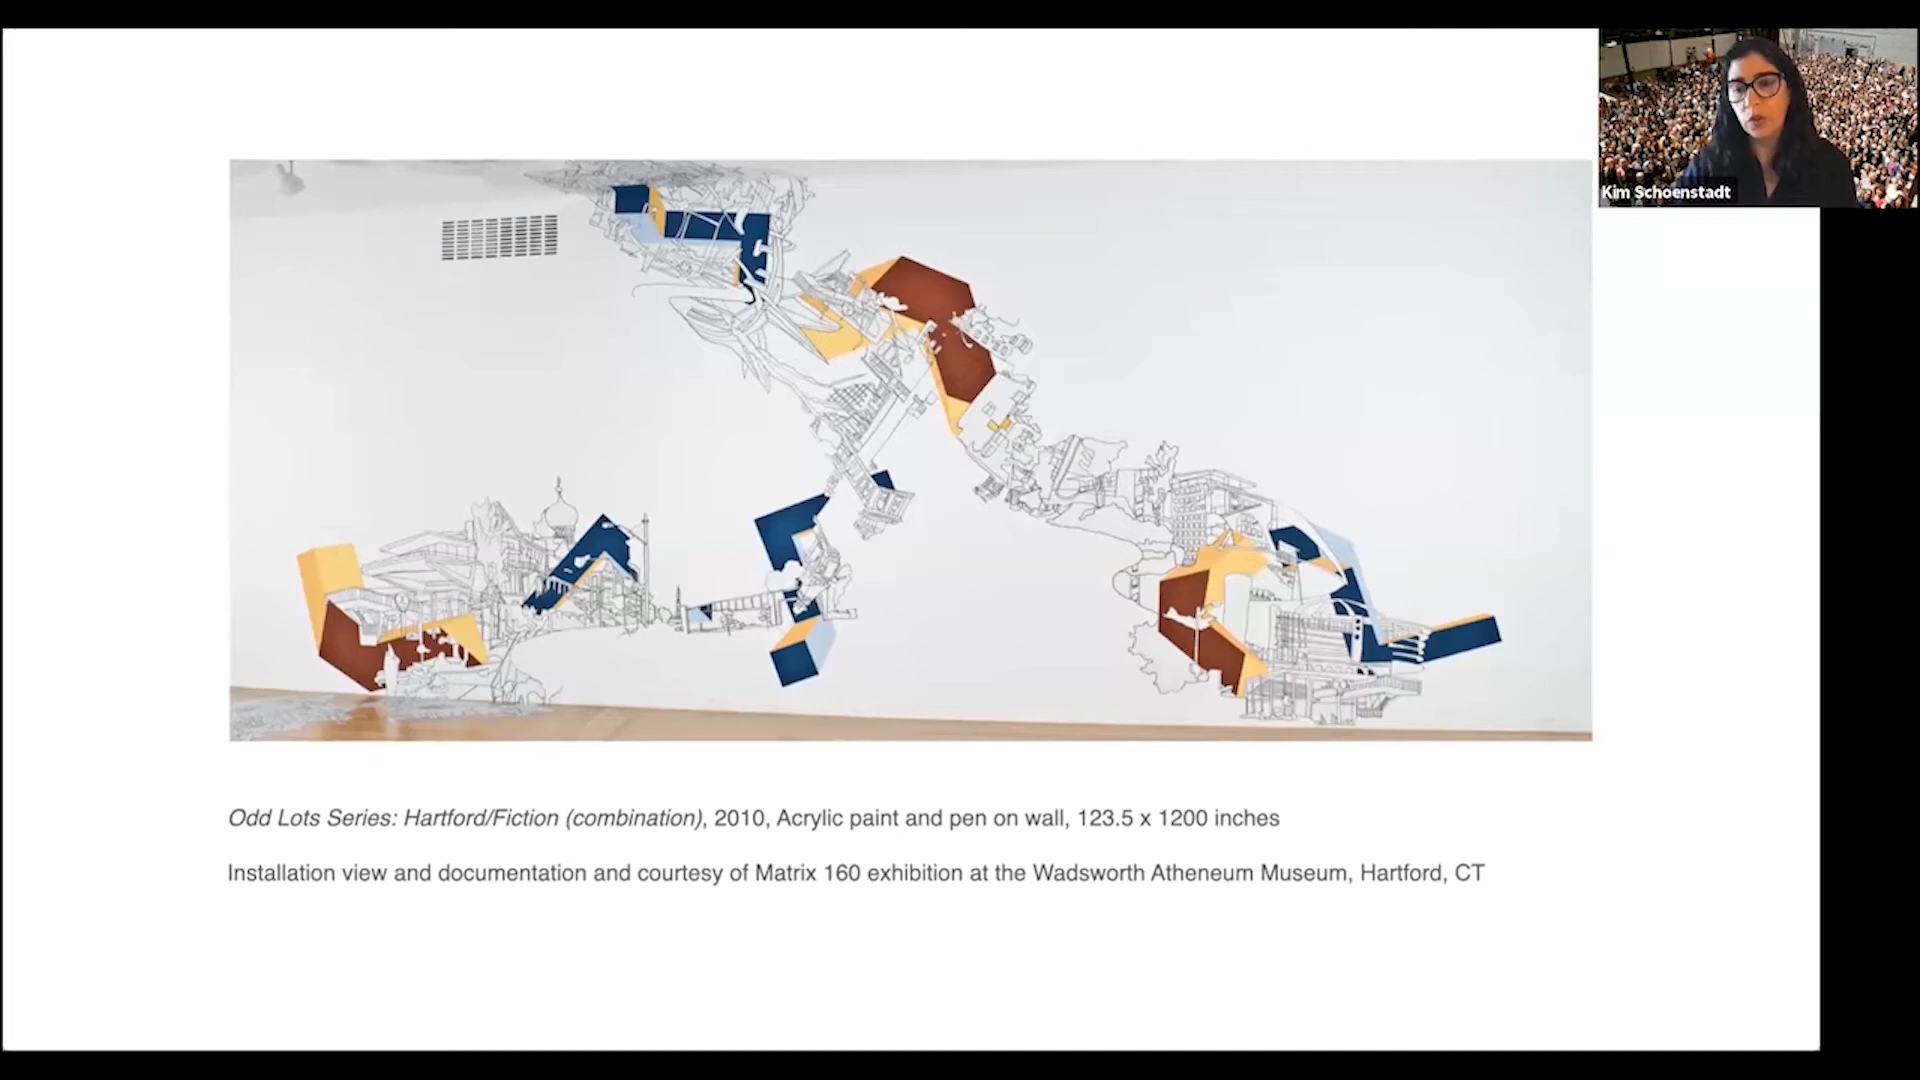 Kim Schoenstadt
Odd Lots Series: Hartford/Fiction (combination), 2010, Acrylic paint and pen on wall, 123.5 x 1200 inches
Installation view and documentation and courtesy of Matrix 160 exhibition at the Wadsworth Atheneum Museum, Hartford, CT